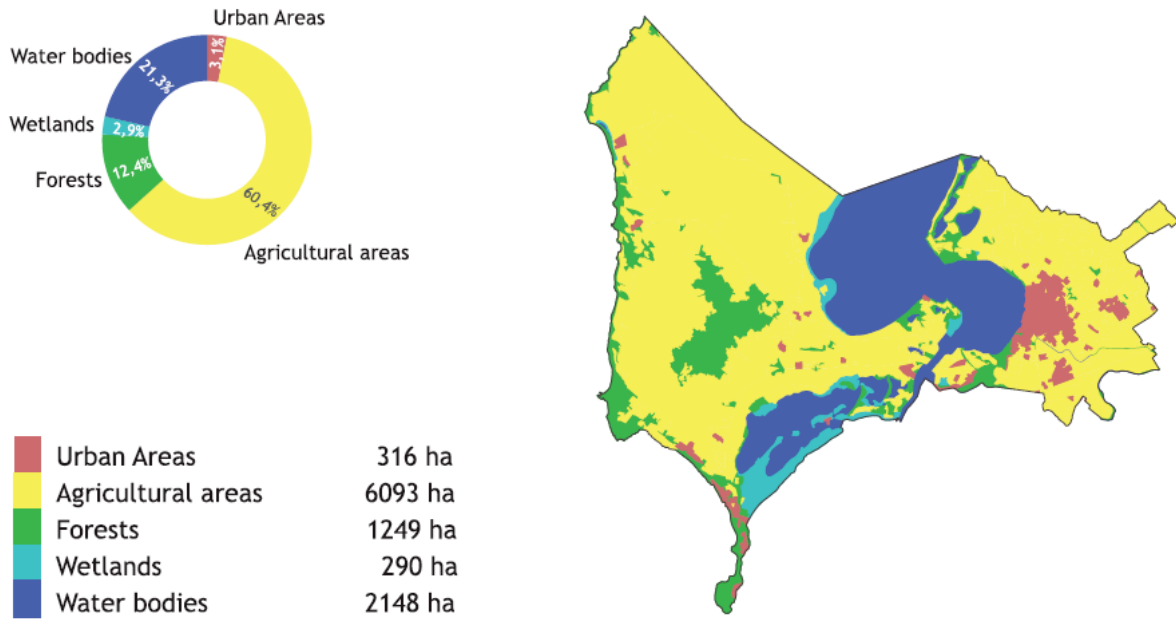 Urban Areas
3,1%
Water bodies
21,3%
Wetlands
2,9%
Forests
12,4%
60,4%
Agricultural areas
Urban Areas 316 ha
Agricultural areas 6093 ha
Forests 1249 ha
Wetlands 290 ha
Water bodies 2148 ha